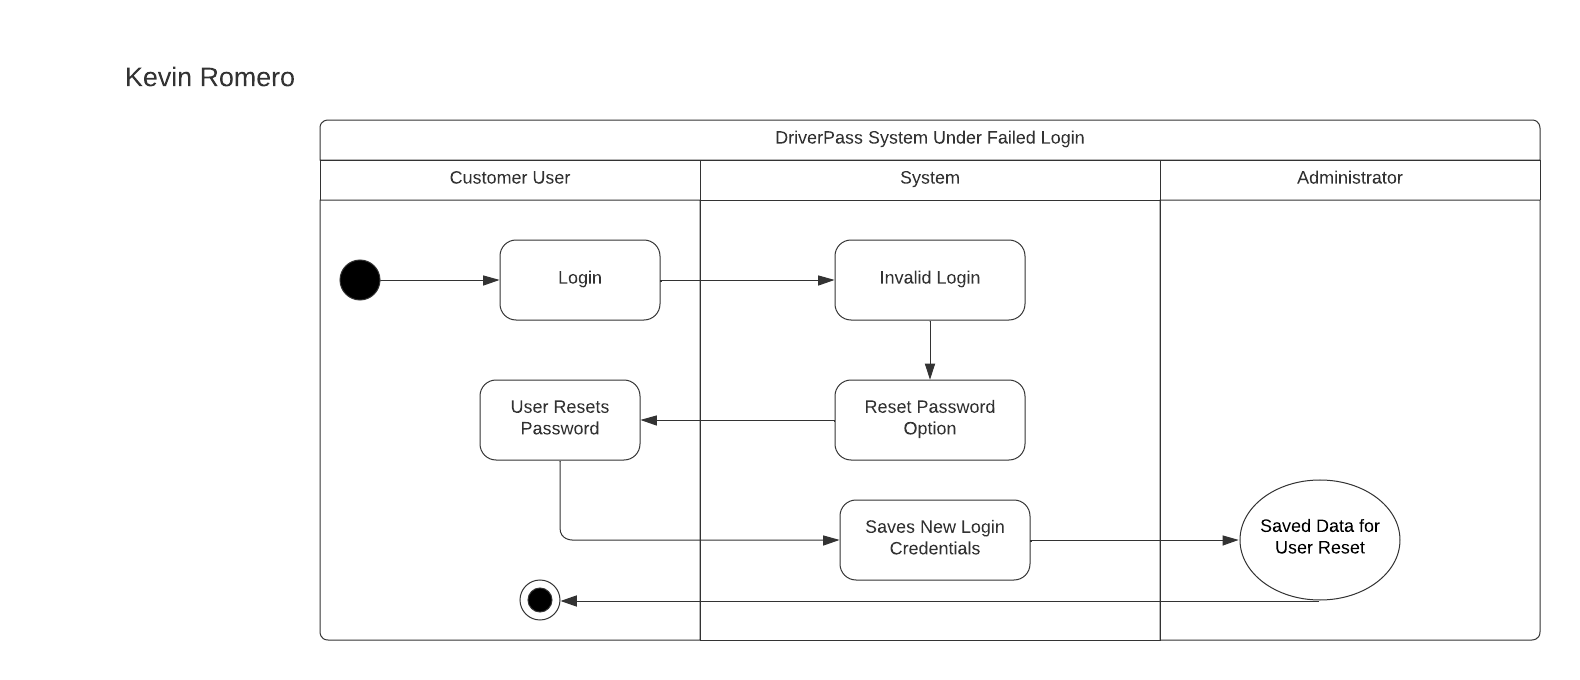 Kevin Romero
DriverPass System Under Failed Login
Customer User
System
Administrator
Login
Invalid Login
User Resets
Password
Reset Password
Option
Saves New Login
Credentials
Saved Data for
User Reset